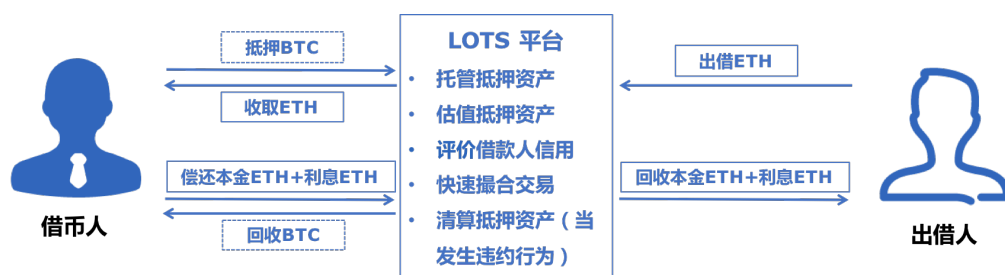 抵押BTC
收取ETH
偿还本金ETH+利息ETH
回收BTC
借币人
LOTS 平台
• 托管抵押资产
• 估值抵押资产
• 评价借款人信用
• 快速撮合交易
• 清算抵押资产（当
发生违约行为）
出借ETH
回收本金ETH+利息ETH
出借人